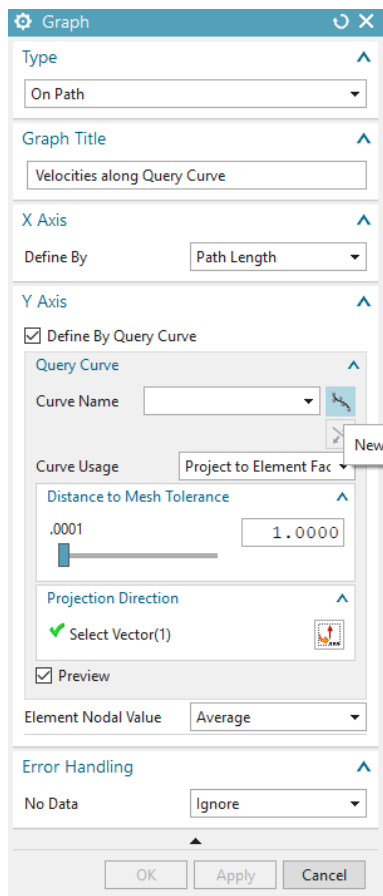 Graph
Type
On Path
Graph Title
Velocities along Query Curve
X Axis
Define By Path Length
Y Axis
Define By Query Curve
Query Curve
Curve Name
New
Curve Usage Project to Element Fac
Distance to Mesh Tolerance
.0001 1.0000
Projection Direction
Select Vector(1)
Preview
Element Nodal Value Average
Error Handling
No Data Ignore
OK Apply Cancel